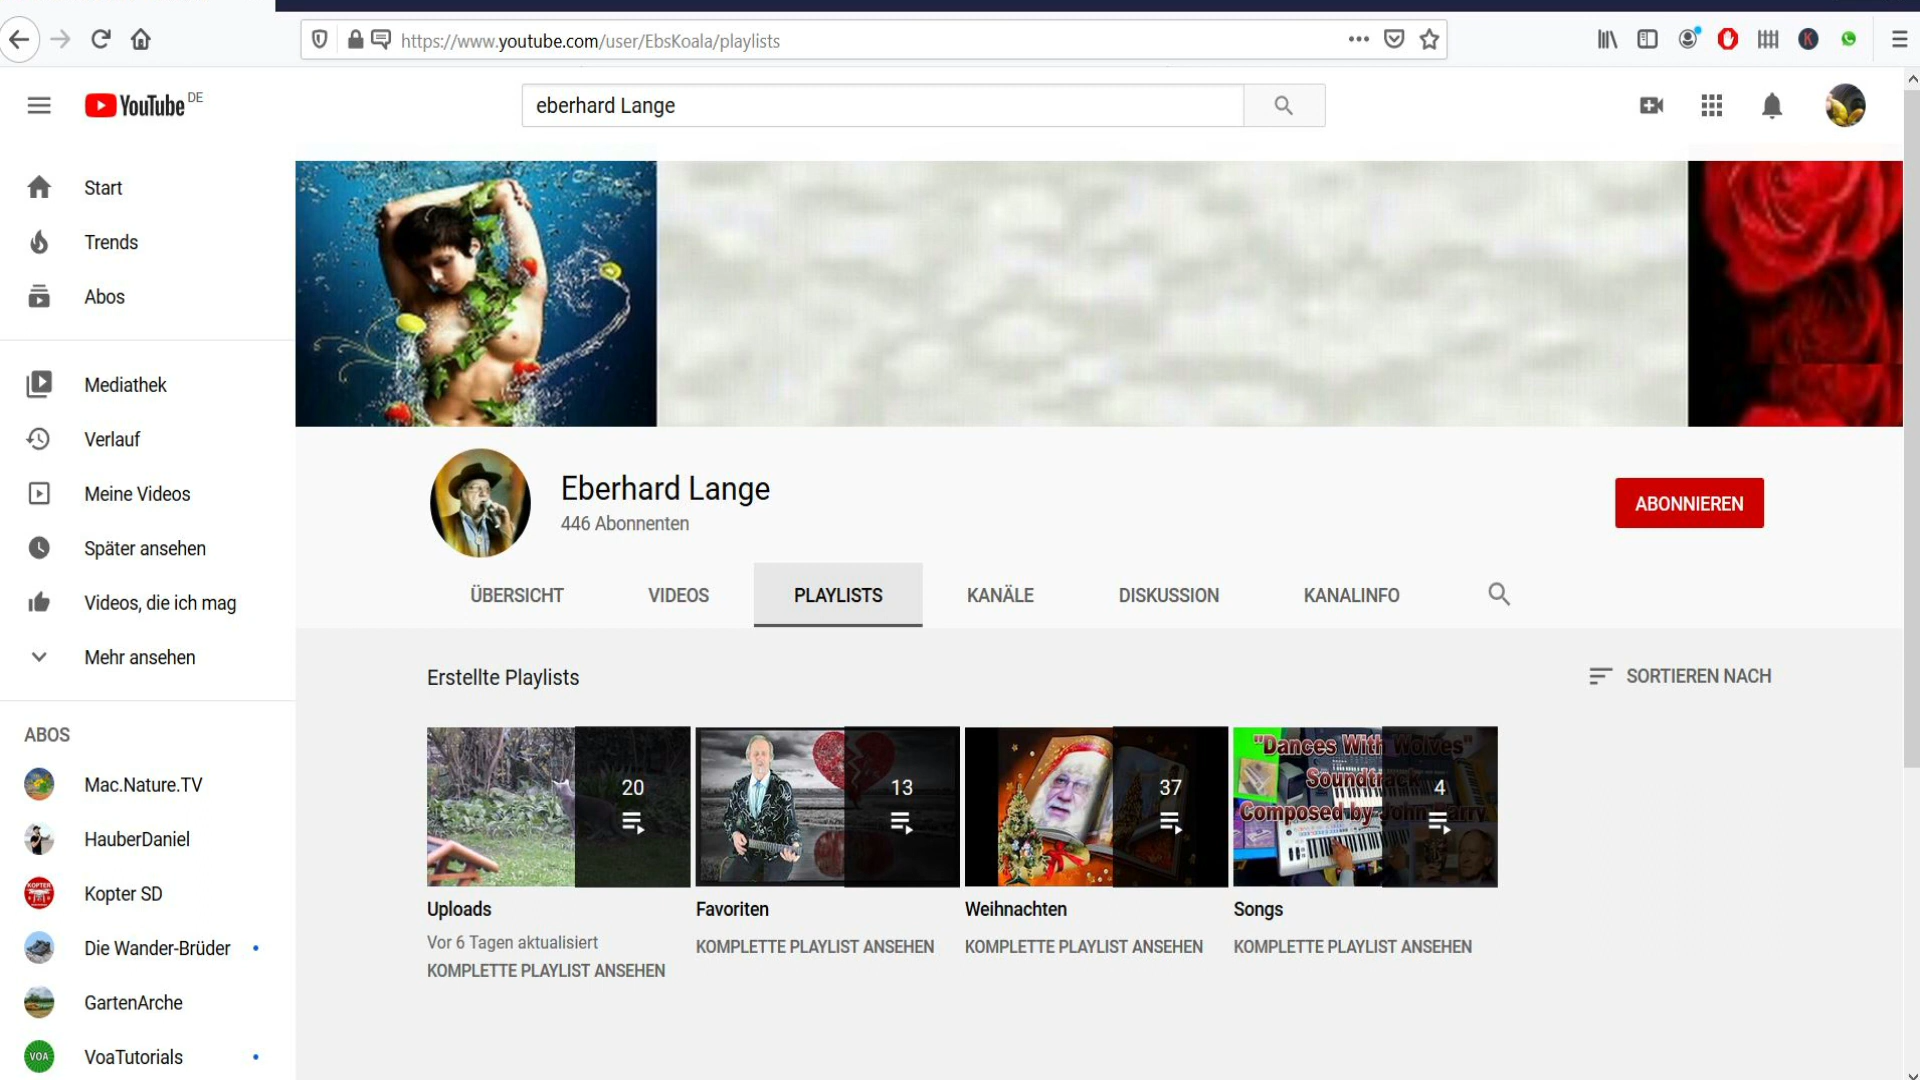 https://www.youtube.com/user/EbsKoala/playlists
YouTube DE
eberhard Lange
Start
Trends
Abos
Mediathek
Verlauf
Meine Videos
Später ansehen
Videos, die ich mag
Mehr ansehen
ABOS
Mac.Nature.TV
HauberDaniel
KOPTER
Kopter SD
Die Wander-Brüder
GartenArche
VOA
VoaTutorials
Eberhard Lange
446 Abonnenten
ABONNIEREN
ÜBERSICHT
VIDEOS
PLAYLISTS
KANÄLE
DISKUSSION
KANALINFO
Erstellte Playlists
SORTIEREN NACH
20
Uploads
Vor 6 Tagen aktualisiert
KOMPLETTE PLAYLIST ANSEHEN
13
Favoriten
KOMPLETTE PLAYLIST ANSEHEN
37
Weihnachten
KOMPLETTE PLAYLIST ANSEHEN
"Dances With Wolves"
Soundtrack
Composed by John Barry
4
Songs
KOMPLETTE PLAYLIST ANSEHEN